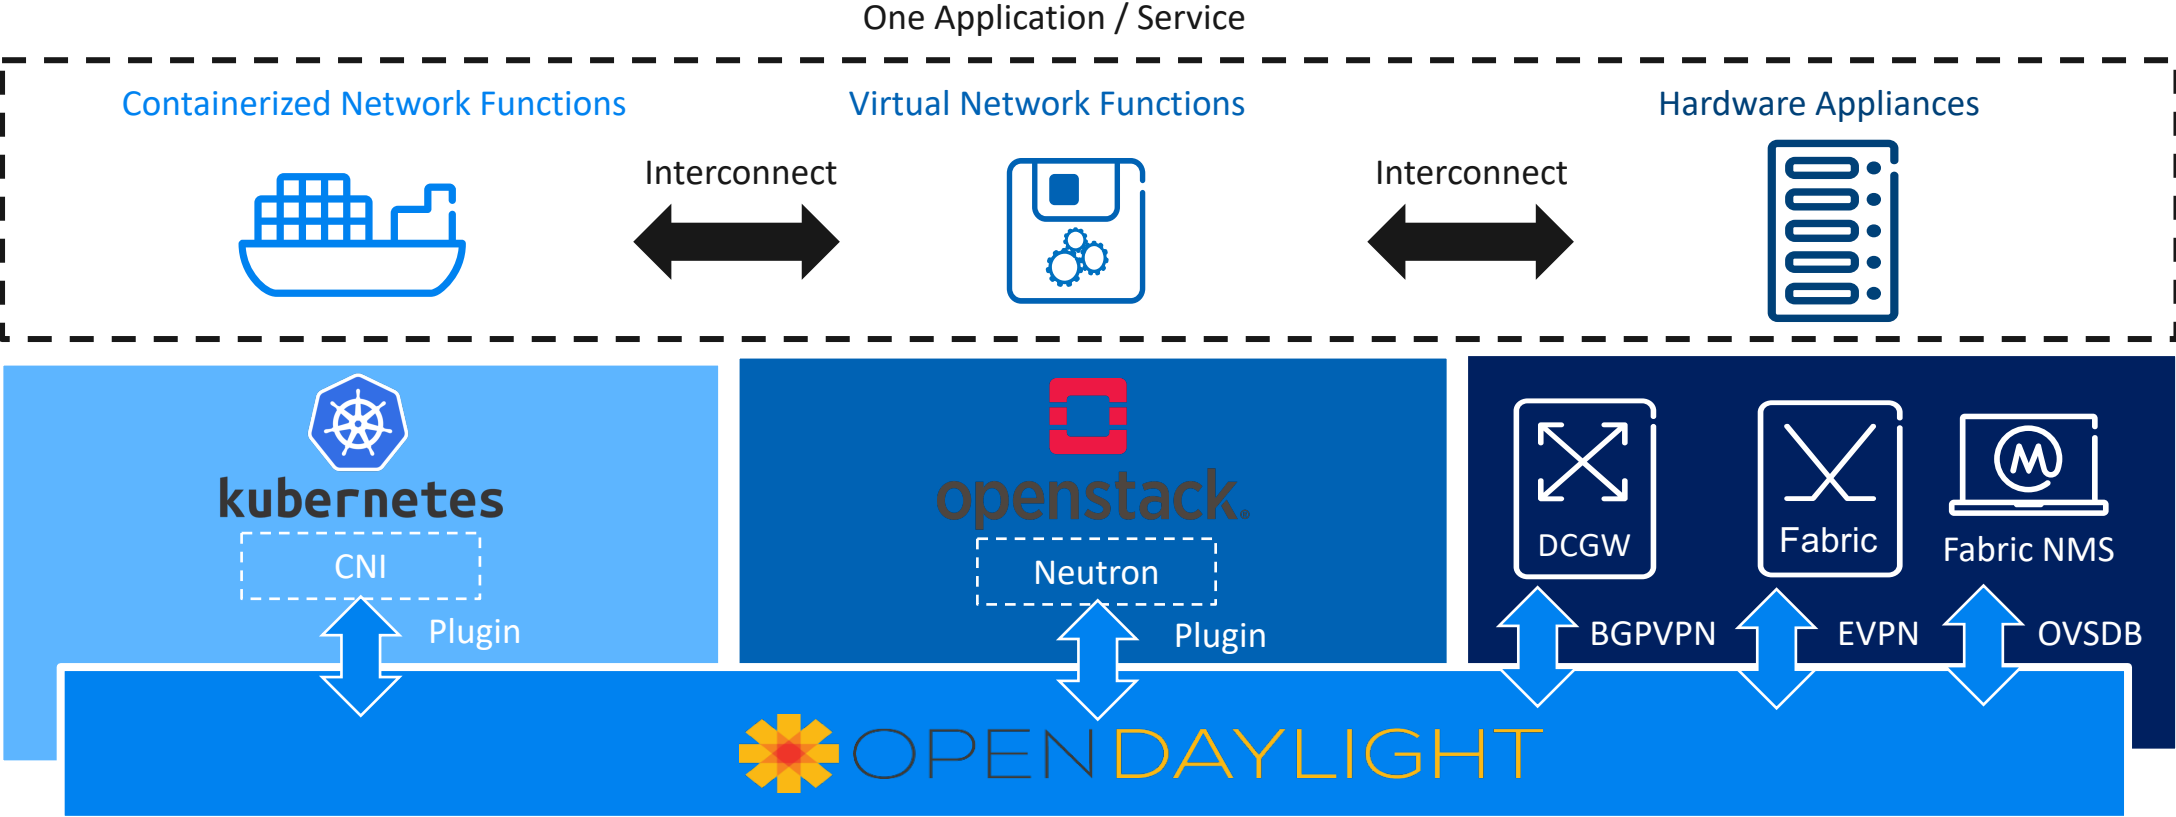 One Application / Service
Containerized Network Functions
Virtual Network Functions
Hardware Appliances
Interconnect
Interconnect
kubernetes
CNI
Plugin
openstack.
Neutron
Plugin
DCGW
Fabric
Fabric NMS
BGPVPN
EVPN
OVSDB
OPENDAYLIGHT